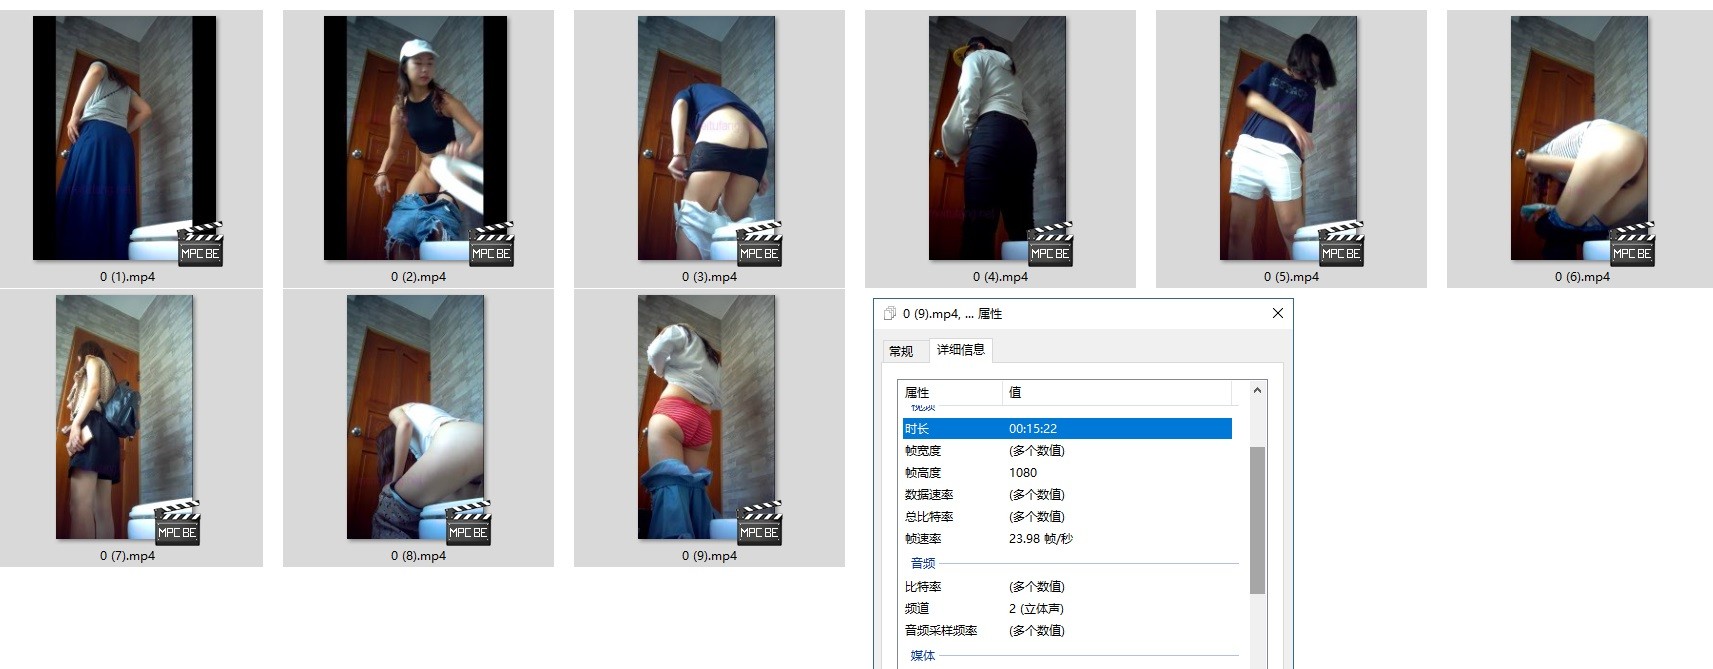 0 (1).mp4
0 (2).mp4
0 (3).mp4
0 (4).mp4
0 (5).mp4
0 (6).mp4
MPC BE
MPC BE
MPC BE
MPC BE
MPC BE
MPC BE
0 (7).mp4
0 (8).mp4
0 (9).mp4
MPC BE
MPC BE
MPC BE
0 (9).mp4, ... 属性
常规 详细信息
属性 值
视频
时长 00:15:22
帧宽度 (多个数值)
帧高度 1080
数据速率 (多个数值)
总比特率 (多个数值)
帧速率 23.98 帧/秒
音频
比特率 (多个数值)
频道 2 (立体声)
音频采样频率 (多个数值)
媒体